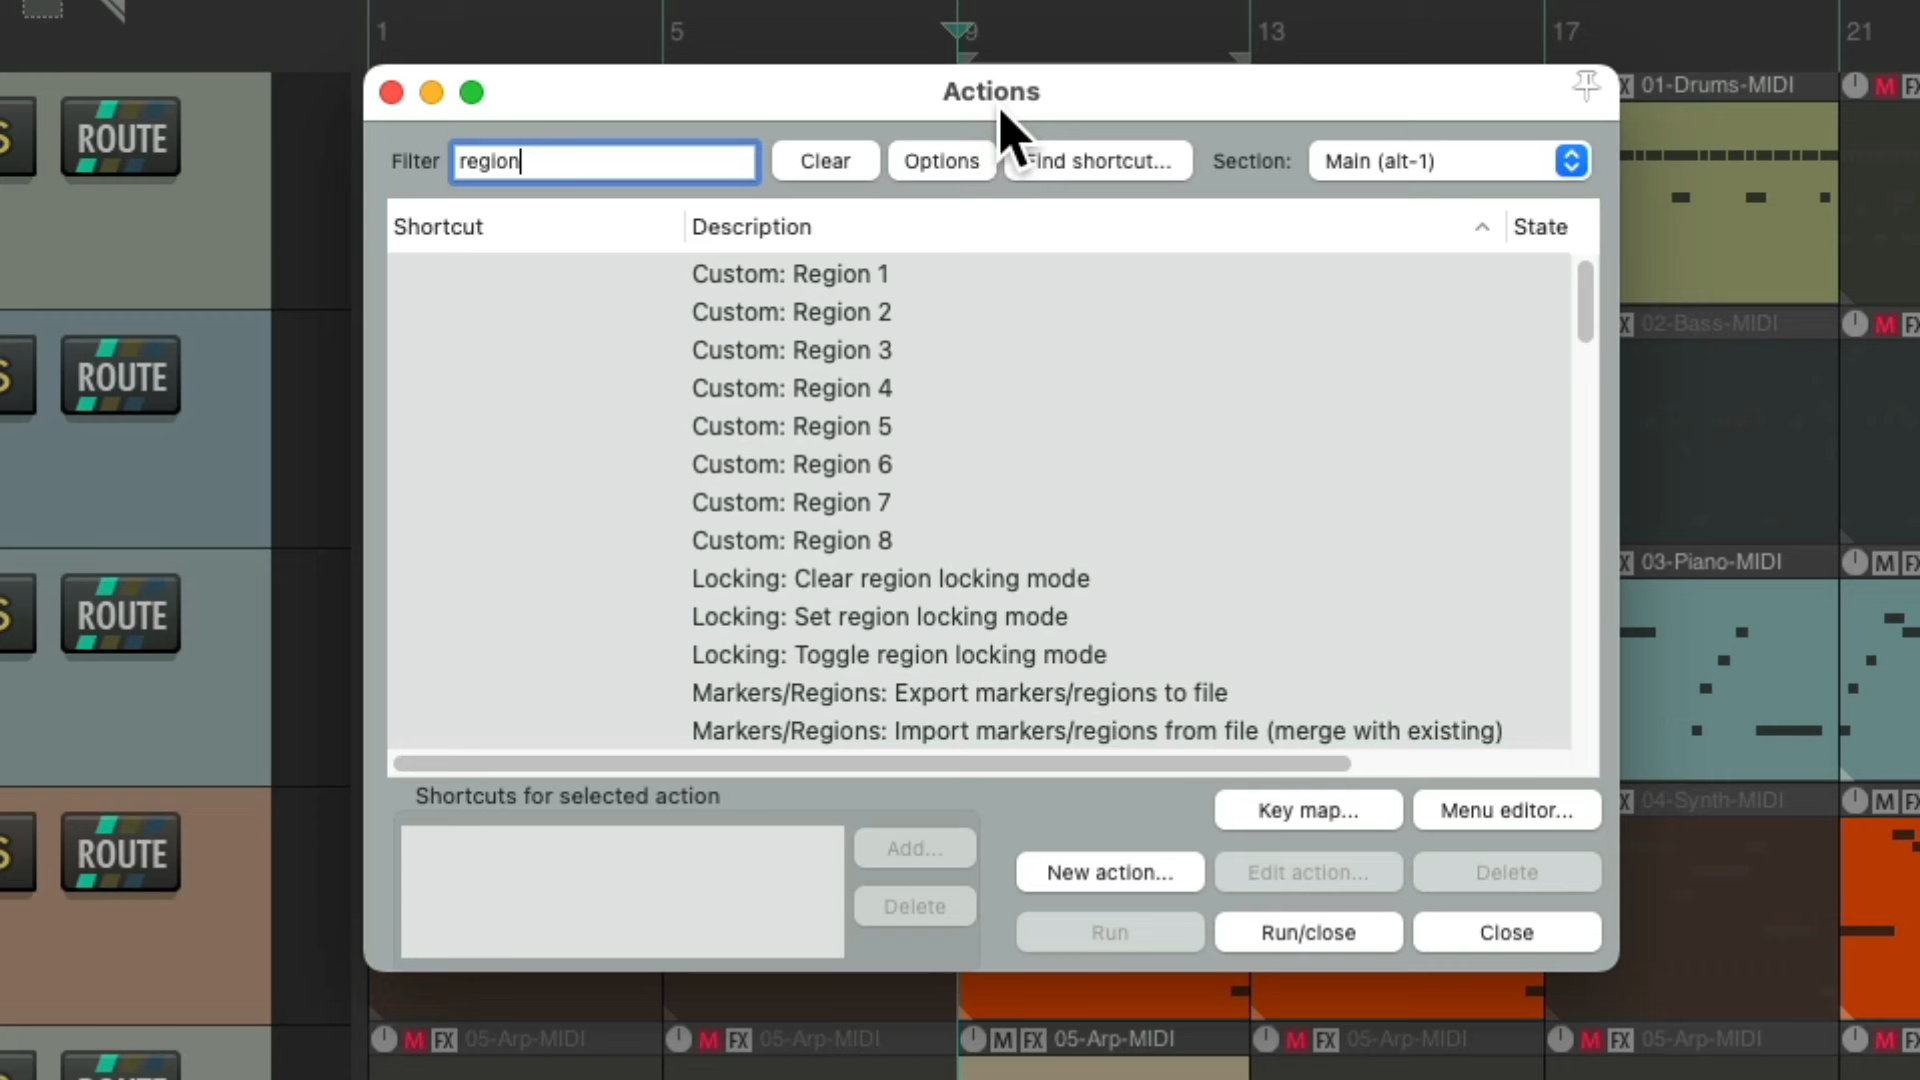 1 5 9 13 17 21
Actions
01-Drums-MIDI M FX
S ROUTE
Filter region Clear Options Find shortcut... Section: Main (alt-1)
Shortcut Description State
Custom: Region 1
Custom: Region 2
02-Bass-MIDI M FX
Custom: Region 3
S ROUTE
Custom: Region 4
Custom: Region 5
Custom: Region 6
Custom: Region 7
Custom: Region 8
03-Piano-MIDI M FX
Locking: Clear region locking mode
S ROUTE
Locking: Set region locking mode
Locking: Toggle region locking mode
Markers/Regions: Export markers/regions to file
Markers/Regions: Import markers/regions from file (merge with existing)
Shortcuts for selected action
04-Synth-MIDI M FX
Key map... Menu editor...
S ROUTE
Add...
New action... Edit action... Delete
Delete
Run Run/close Close
M FX 05-Arp-MIDI M FX 05-Arp-MIDI M FX 05-Arp-MIDI M FX 05-Arp-MIDI M FX 05-Arp-MIDI M FX
ROUTE